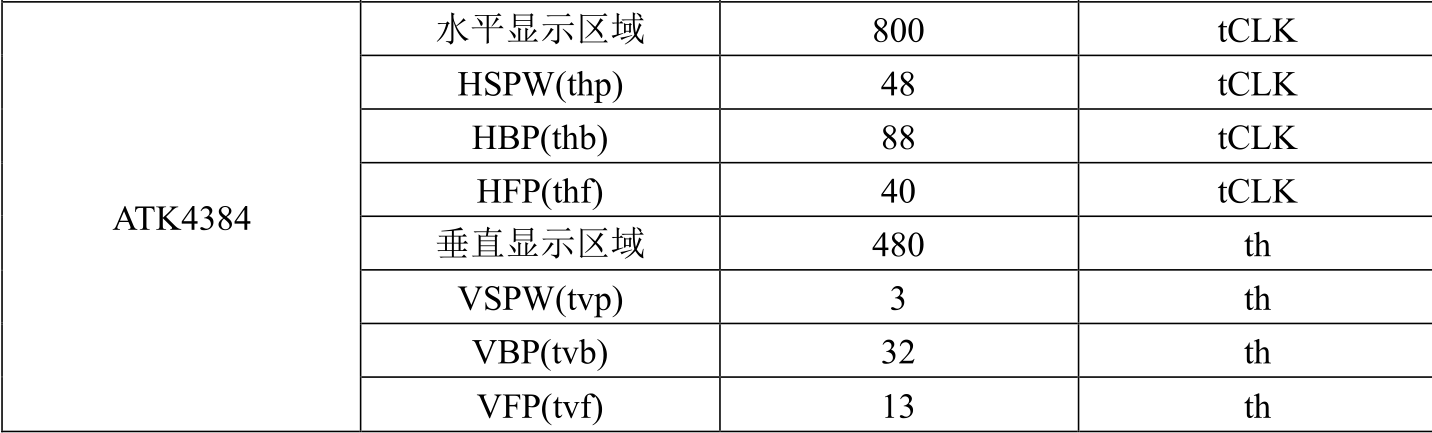 水平显示区域 800 tCLK
HSPW(thp) 48 tCLK
HBP(thb) 88 tCLK
HFP(thf) 40 tCLK
ATK4384
垂直显示区域 480 th
VSPW(tvp) 3 th
VBP(tvb) 32 th
VFP(tvf) 13 th